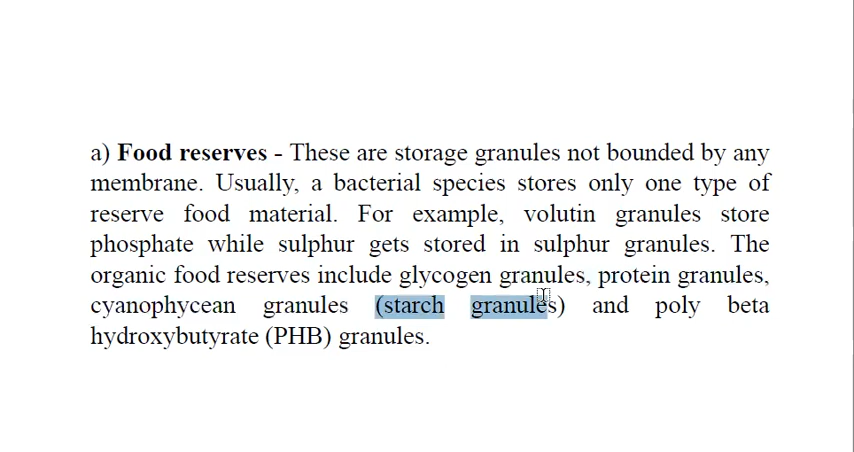 a) Food reserves - These are storage granules not bounded by any
membrane. Usually, a bacterial species stores only one type of
reserve food material. For example, volutin granules store
phosphate while sulphur gets stored in sulphur granules. The
organic food reserves include glycogen granules, protein granules,
cyanophycean granules (starch granules) and poly beta
hydroxybutyrate (PHB) granules.